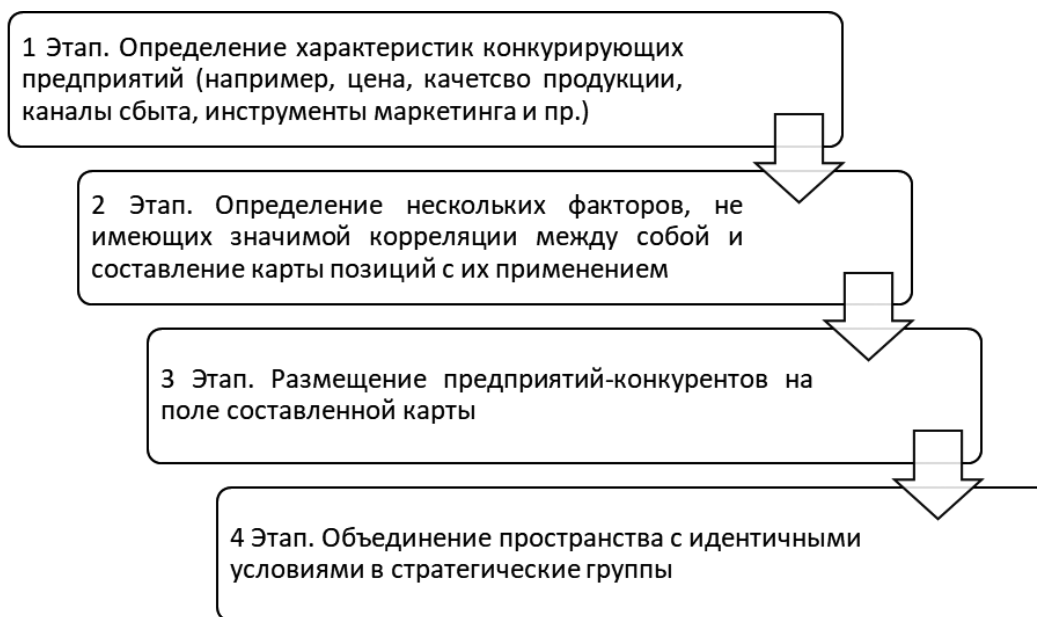 1 Этап. Определение характеристик конкурирующих
предприятий (например, цена, качетсво продукции,
каналы сбыта, инструменты маркетинга и пр.)
2 Этап. Определение нескольких факторов, не
имеющих значимой корреляции между собой и
составление карты позиций с их применением
3 Этап. Размещение предприятий-конкурентов на
поле составленной карты
4 Этап. Объединение пространства с идентичными
условиями в стратегические группы